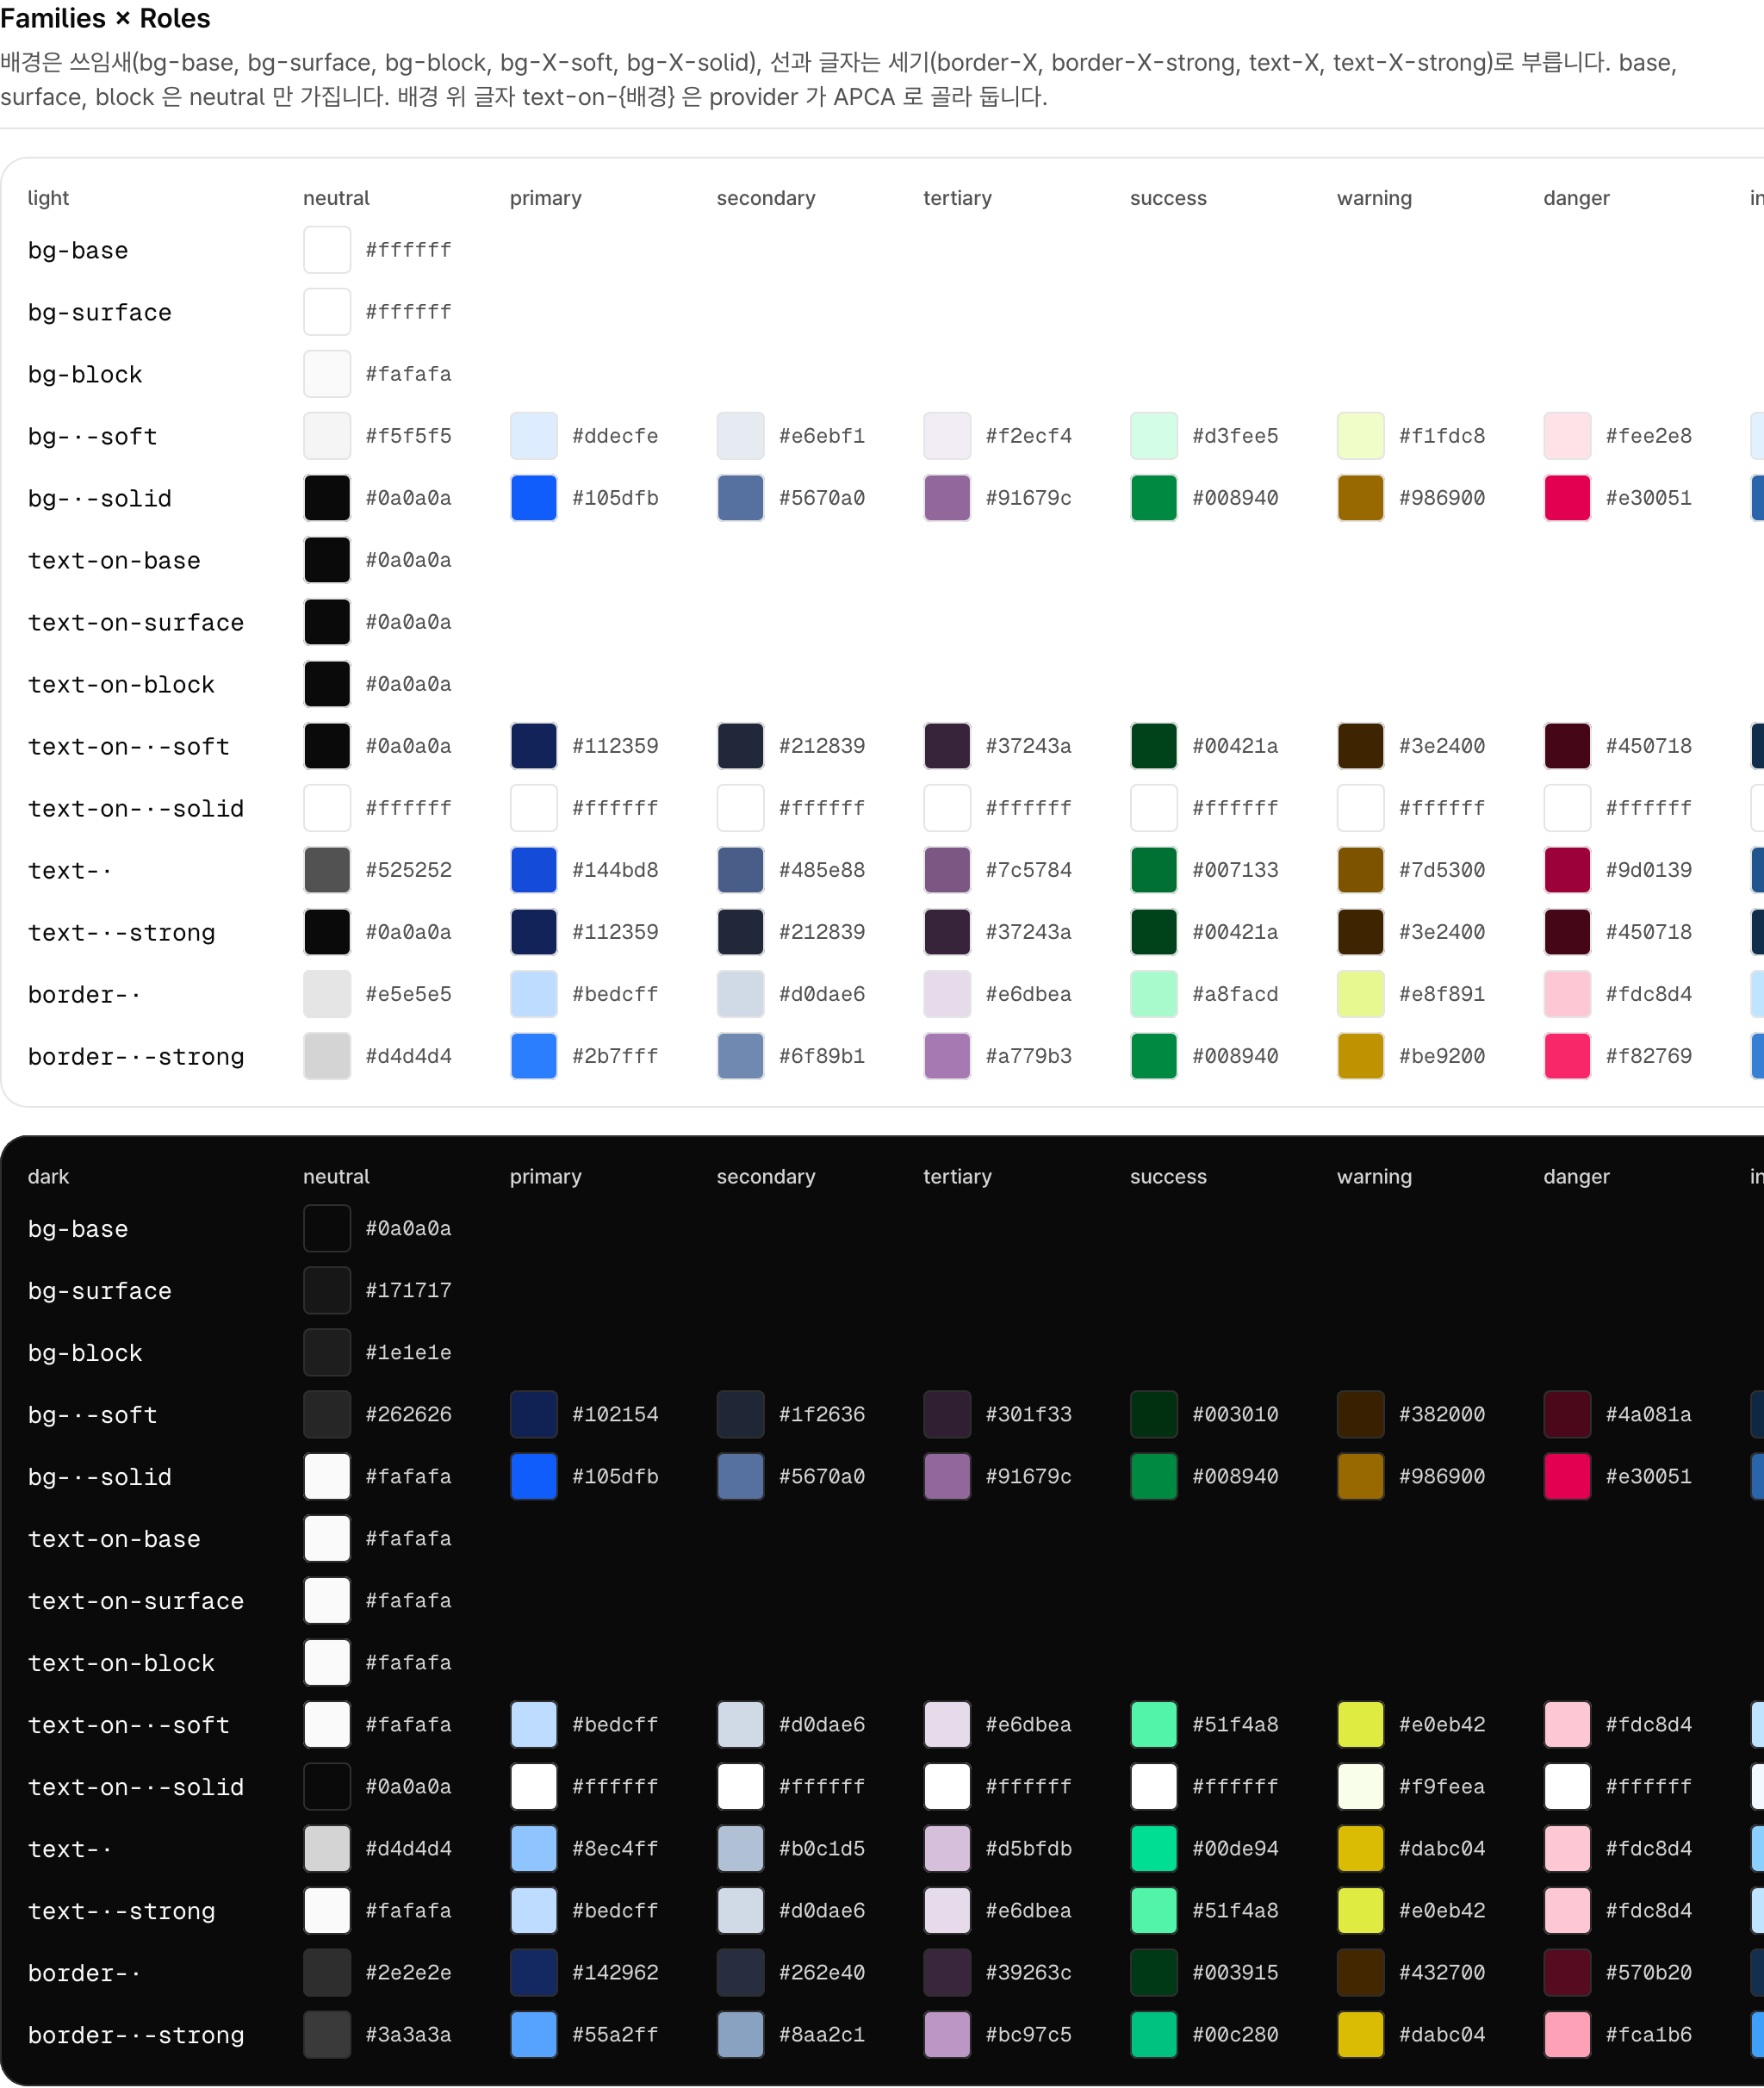 Families × Roles
배경은 쓰임새(bg-base, bg-surface, bg-block, bg-X-soft, bg-X-solid), 선과 글자는 세기(border-X, border-X-strong, text-X, text-X-strong)로 부릅니다. base,
surface, block 은 neutral 만 가집니다. 배경 위 글자 text-on-{배경} 은 provider 가 APCA 로 골라 둡니다.
light neutral primary secondary tertiary success warning danger in
bg-base #ffffff
bg-surface #ffffff
bg-block #fafafa
bg-·-soft #f5f5f5 #ddecfe #e6ebf1 #f2ecf4 #d3fee5 #f1fdc8 #fee2e8
bg-·-solid #0a0a0a #105dfb #5670a0 #91679c #008940 #986900 #e30051
text-on-base #0a0a0a
text-on-surface #0a0a0a
text-on-block #0a0a0a
text-on-·-soft #0a0a0a #112359 #212839 #37243a #00421a #3e2400 #450718
text-on-·-solid #ffffff #ffffff #ffffff #ffffff #ffffff #ffffff #ffffff
text-· #525252 #144bd8 #485e88 #7c5784 #007133 #7d5300 #9d0139
text-·-strong #0a0a0a #112359 #212839 #37243a #00421a #3e2400 #450718
border-· #e5e5e5 #bedcff #d0dae6 #e6dbea #a8facd #e8f891 #fdc8d4
border-·-strong #d4d4d4 #2b7fff #6f89b1 #a779b3 #008940 #be9200 #f82769
dark neutral primary secondary tertiary success warning danger in
bg-base #0a0a0a
bg-surface #171717
bg-block #1e1e1e
bg-·-soft #262626 #102154 #1f2636 #301f33 #003010 #382000 #4a081a
bg-·-solid #fafafa #105dfb #5670a0 #91679c #008940 #986900 #e30051
text-on-base #fafafa
text-on-surface #fafafa
text-on-block #fafafa
text-on-·-soft #fafafa #bedcff #d0dae6 #e6dbea #51f4a8 #e0eb42 #fdc8d4
text-on-·-solid #0a0a0a #ffffff #ffffff #ffffff #ffffff #f9feea #ffffff
text-· #d4d4d4 #8ec4ff #b0c1d5 #d5bfdb #00de94 #dabc04 #fdc8d4
text-·-strong #fafafa #bedcff #d0dae6 #e6dbea #51f4a8 #e0eb42 #fdc8d4
border-· #2e2e2e #142962 #262e40 #39263c #003915 #432700 #570b20
border-·-strong #3a3a3a #55a2ff #8aa2c1 #bc97c5 #00c280 #dabc04 #fca1b6